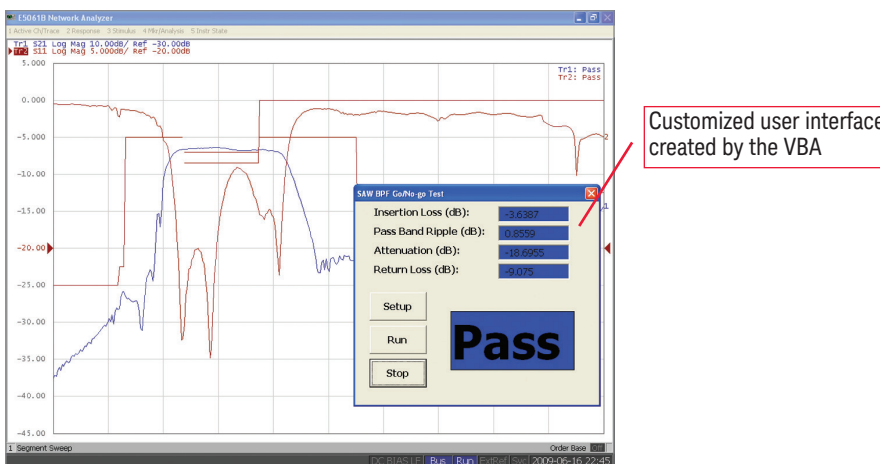 E5061B Network Analyzer
1 Active Ch/Trace 2 Response 3 Stimulus 4 Mkr/Analysis 5 Instr State
Tr1 S21 Log Mag 10.00dB/ Ref -30.00dB
Tr2 S11 Log Mag 5.000dB/ Ref -20.00dB
5.000
Tr1: Pass
Tr2: Pass
0.000
-5.000
2
-10.00
-15.00
1
-20.00
-25.00
-30.00
-35.00
-40.00
-45.00
Customized user interface
created by the VBA
SAW BPF Go/No-go Test
Insertion Loss (dB): -3.6387
Pass Band Ripple (dB): 0.8559
Attenuation (dB): -18.6955
Return Loss (dB): -9.075
Setup
Run
Stop
Pass
1 Segment Sweep
Order Base Off
DC BIAS LF Bus Run ExtRef Svc 2009-06-16 22:45